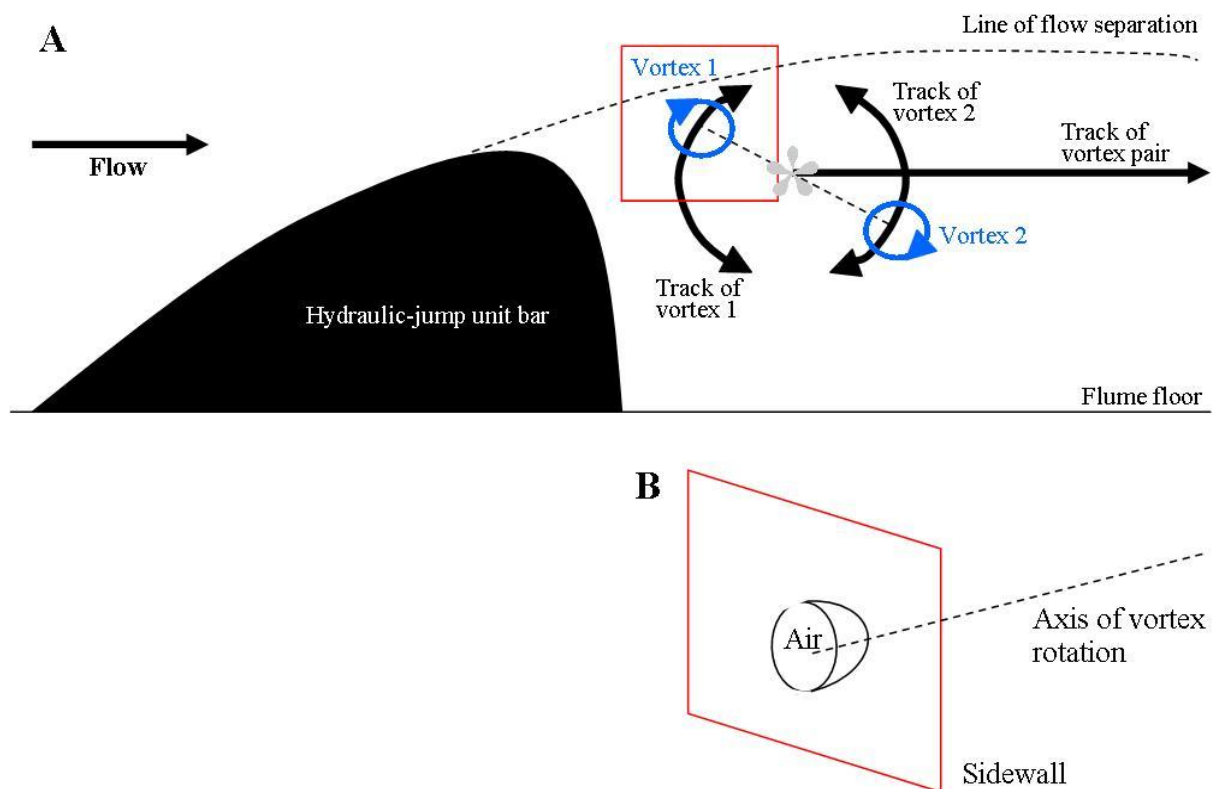 A
Line of flow separation
Vortex 1
Track of
vortex 2
Track of
vortex pair
Flow
Vortex 2
Track of
vortex 1
Hydraulic-jump unit bar
Flume floor
B
Air
Axis of vortex
rotation
Sidewall